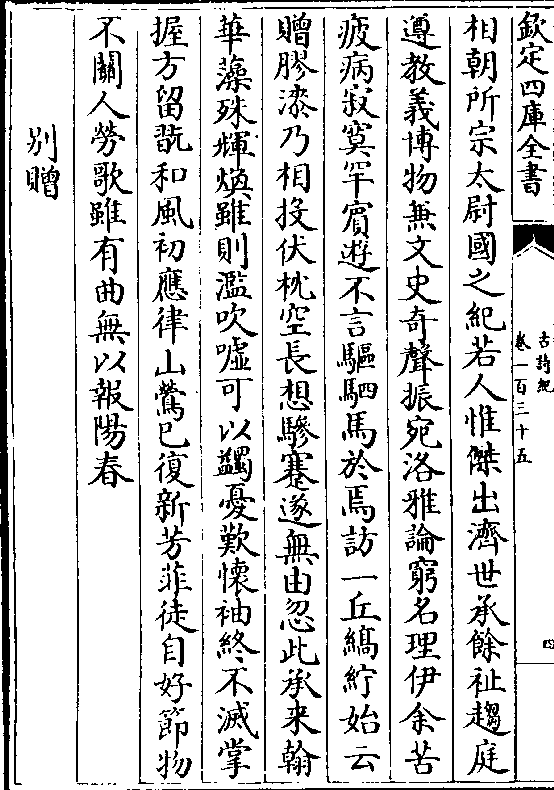 欽定四庫全書
古詩紀
卷一百三十五
四
相朝所宗太尉國之紀若人惟傑出濟世承餘祉趨庭
遵教義博物兼文史奇聲振宛洛雅論窮名理伊余苦
疲病寂寞罕賓遊不言驅駟馬於焉訪一丘縞紵始云
贈膠漆乃相投伏枕空長想驂蹇遂無由忽此承来翰
華藻殊輝煥雖則濫吹噓可以蠲憂歎懷袖終不滅掌
握方留翫和風初應律山鶯已復新芳菲徒自好節物
不關人勞歌雖有曲無以報陽春
別贈